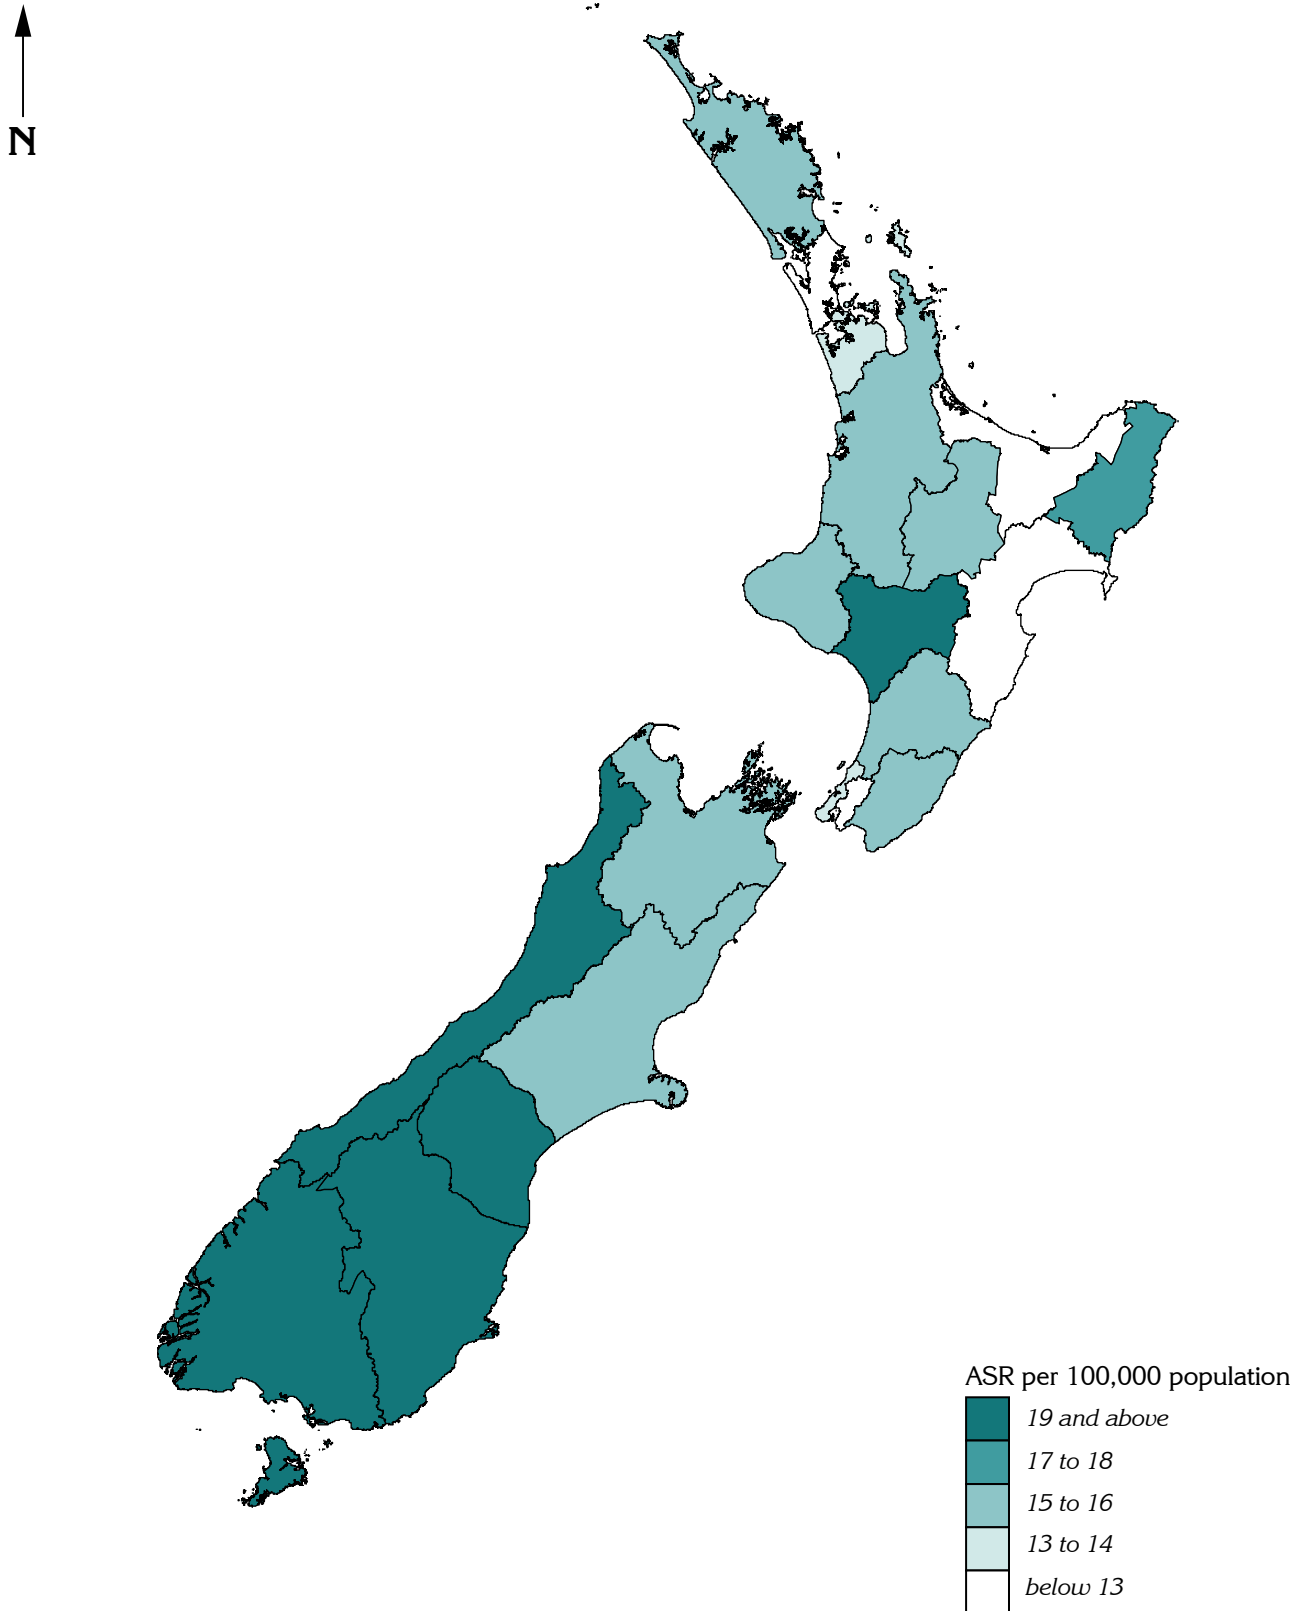 N
ASR per 100,000 population
19 and above
17 to 18
15 to 16
13 to 14
below 13